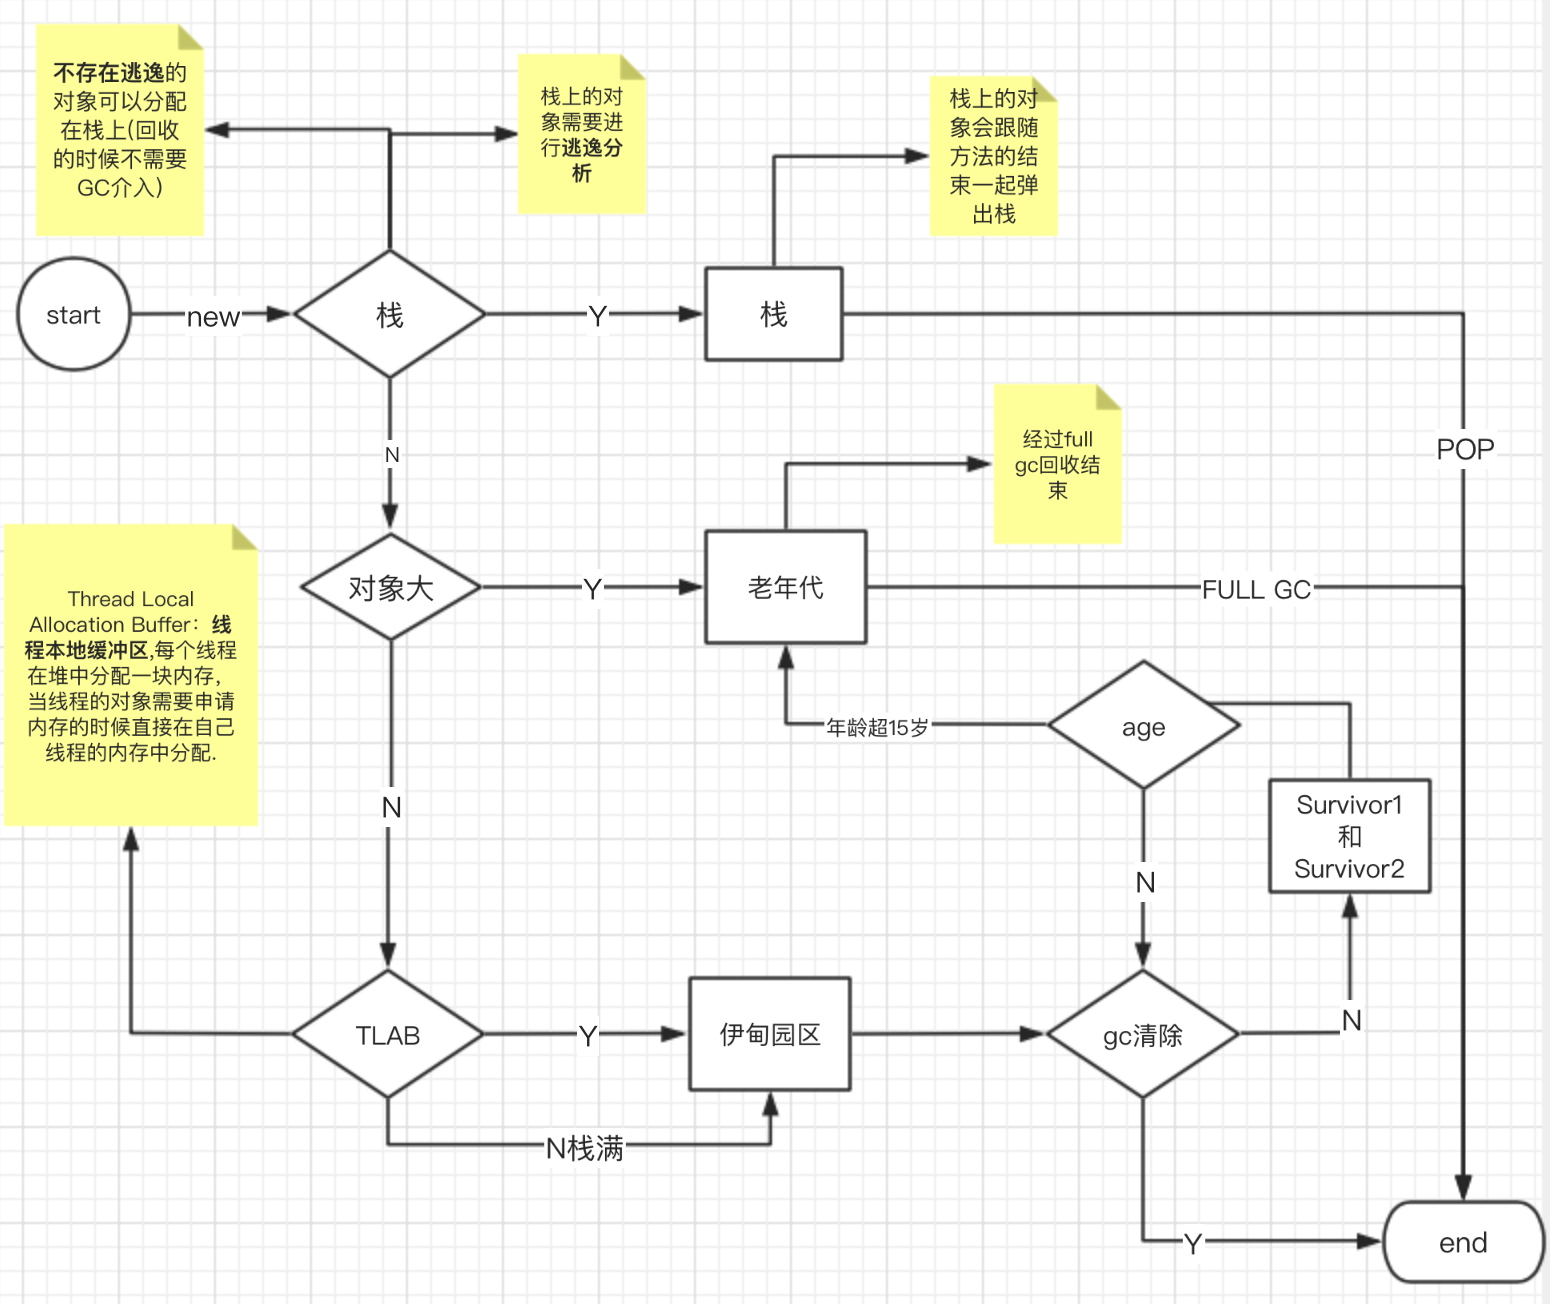 不存在逃逸的
对象可以分配
在栈上(回收
的时候不需要
GC介入)
栈上的对
象需要进
行逃逸分
析
栈上的对
象会跟随
方法的结
束一起弹
出栈
start
new
栈
Y
栈
POP
N
经过full
gc回收结
束
对象大
Y
老年代
FULL GC
Thread Local
Allocation Buffer：线
程本地缓冲区,每个线程
在堆中分配一块内存，
当线程的对象需要申请
内存的时候直接在自己
线程的内存中分配.
年龄超15岁
age
N
Survivor1
和
Survivor2
N
TLAB
Y
伊甸园区
gc清除
N
N栈满
Y
end